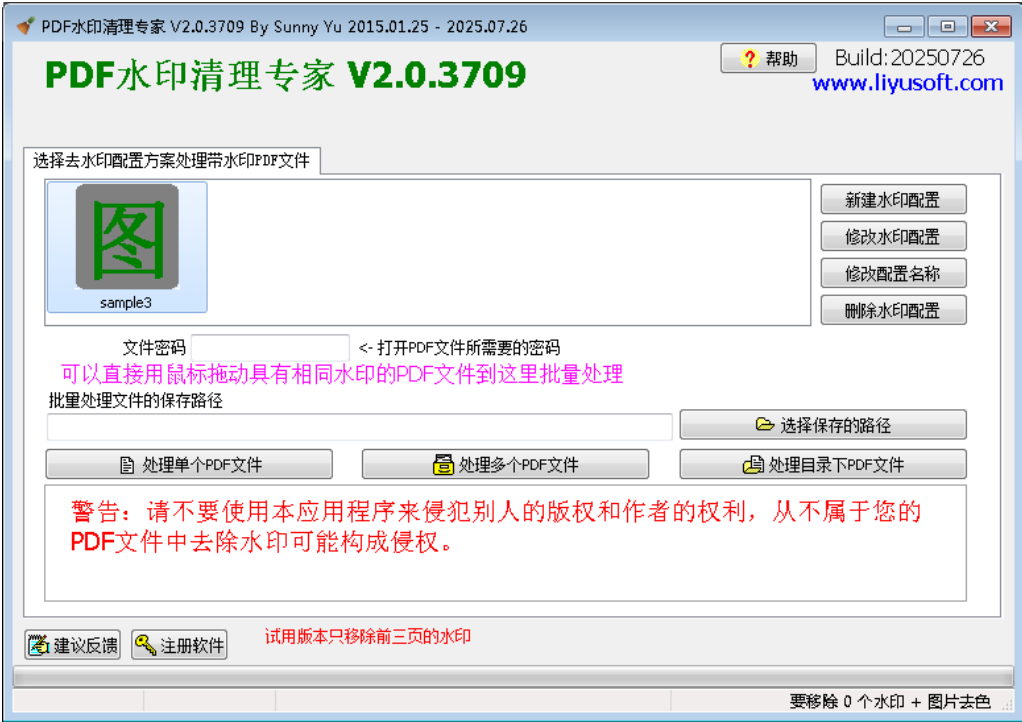 PDF水印清理专家 V2.0.3709 By Sunny Yu 2015.01.25 - 2025.07.26
PDF水印清理专家 V2.0.3709
帮助
Build:20250726
www.liyusoft.com
选择去水印配置方案处理带水印PDF文件
图
sample3
新建水印配置
修改水印配置
修改配置名称
删除水印配置
文件密码
<- 打开PDF文件所需要的密码
可以直接用鼠标拖动具有相同水印的PDF文件到这里批量处理
批量处理文件的保存路径
选择保存的路径
处理单个PDF文件
处理多个PDF文件
处理目录下PDF文件
警告：请不要使用本应用程序来侵犯别人的版权和作者的权利，从不属于您的
PDF文件中去除水印可能构成侵权。
建议反馈
注册软件
试用版本只移除前三页的水印
要移除 0 个水印 + 图片去色